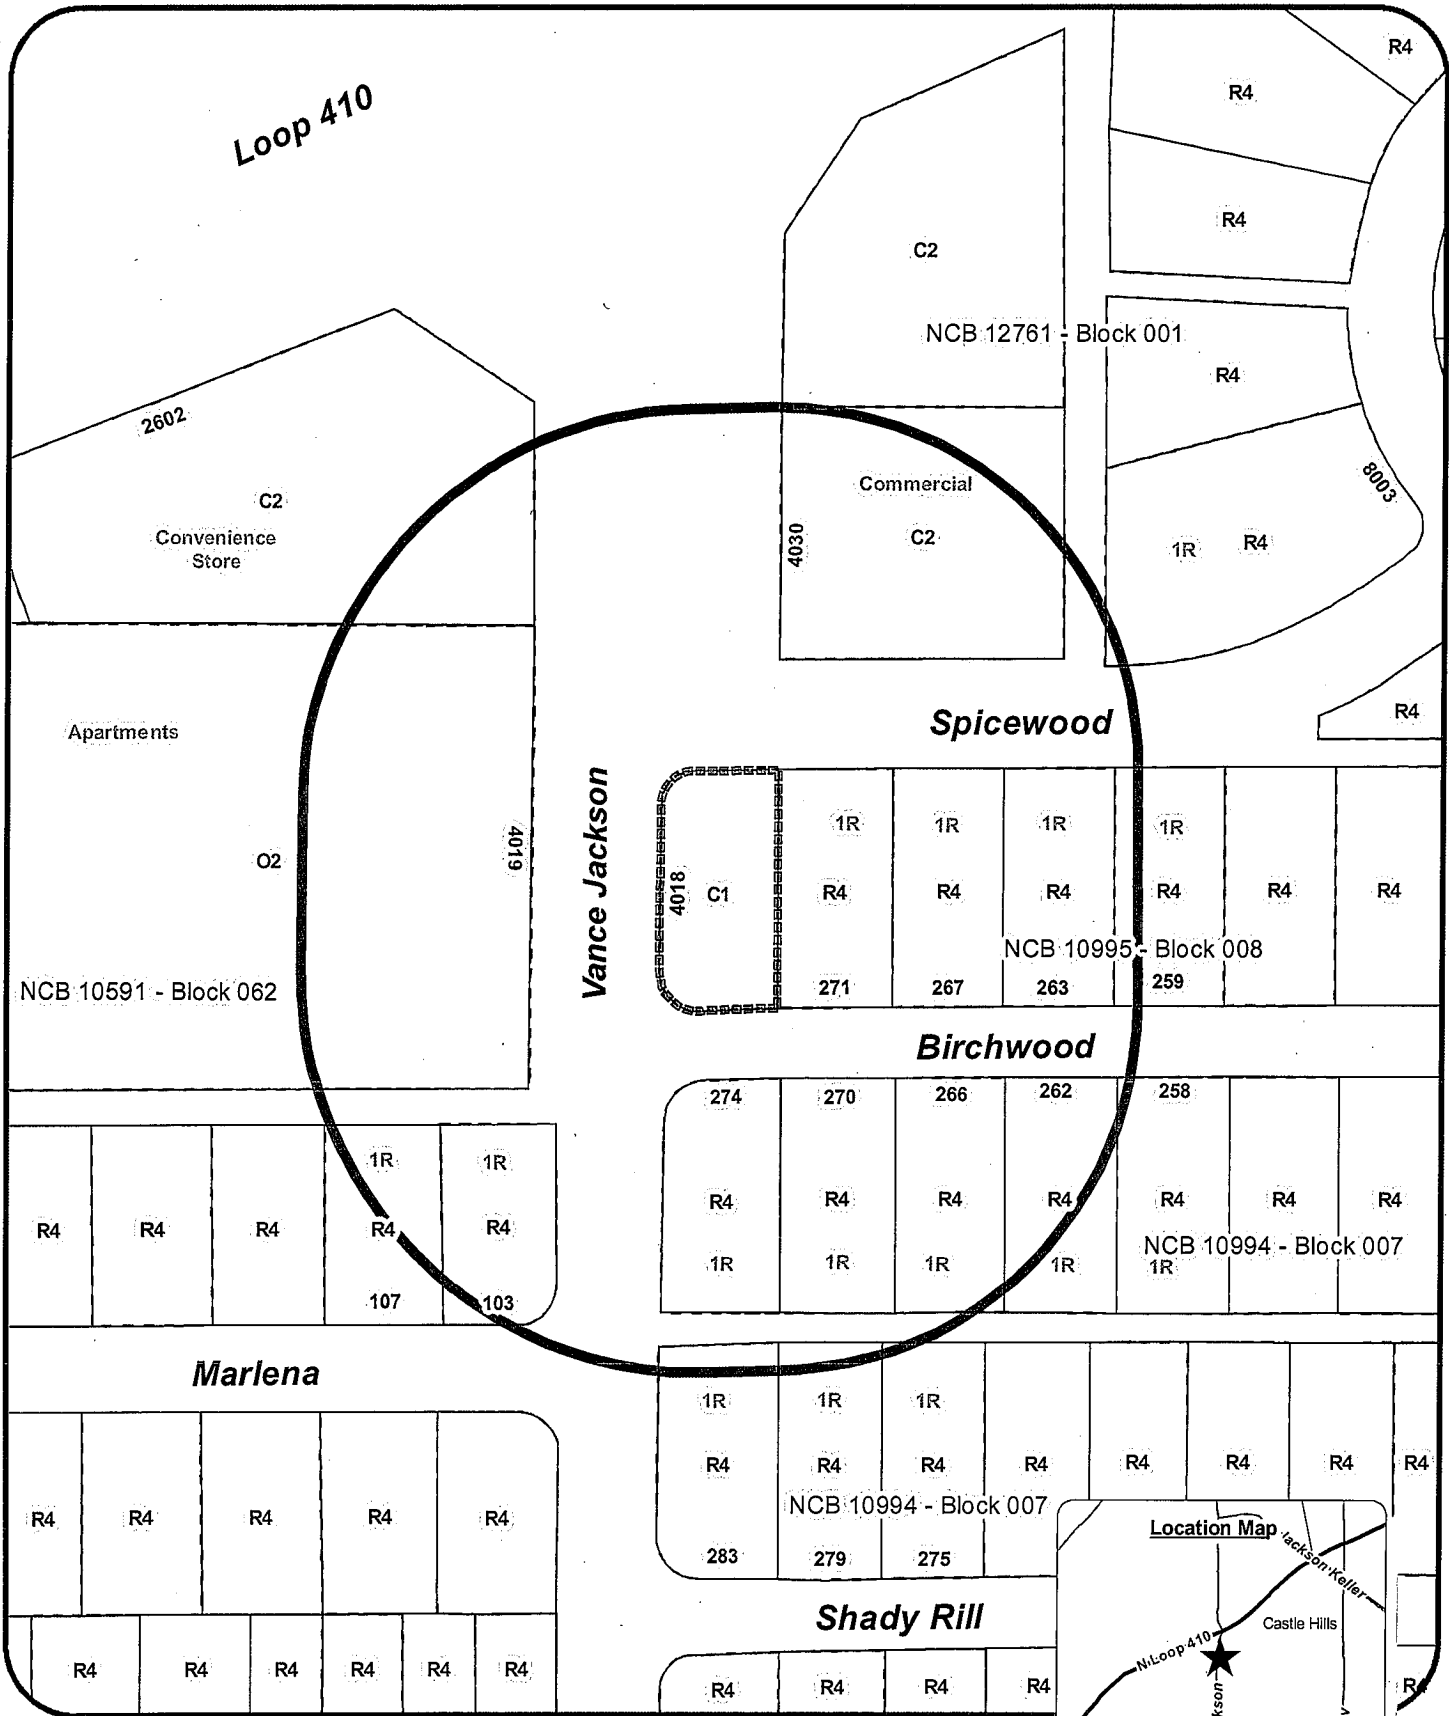 Loop 410
R4
R4
R4
C2
NCB 12761 - Block 001
R4
2602
C2
Convenience
Store
Commercial
C2
4030
8003
1R
R4
Apartments
Spicewood
R4
O2
4019
Vance Jackson
4018
C1
1R
1R
1R
1R
R4
R4
R4
R4
R4
R4
NCB 10995 - Block 008
271
267
263
259
NCB 10591 - Block 062
Birchwood
274
270
266
262
258
1R
1R
R4
R4
R4
R4
R4
R4
R4
R4
R4
R4
R4
R4
NCB 10994 - Block 007
1R
1R
1R
1R
1R
107
103
Marlena
1R
1R
1R
R4
R4
R4
R4
R4
R4
R4
R4
NCB 10994 - Block 007
R4
R4
R4
R4
R4
283
279
275
Location Map
Jackson Keller
Castle Hills
N Loop 410
kson
Shady Rill
R4
R4
R4
R4
R4
R4
R4
R4
R4
R4
R4